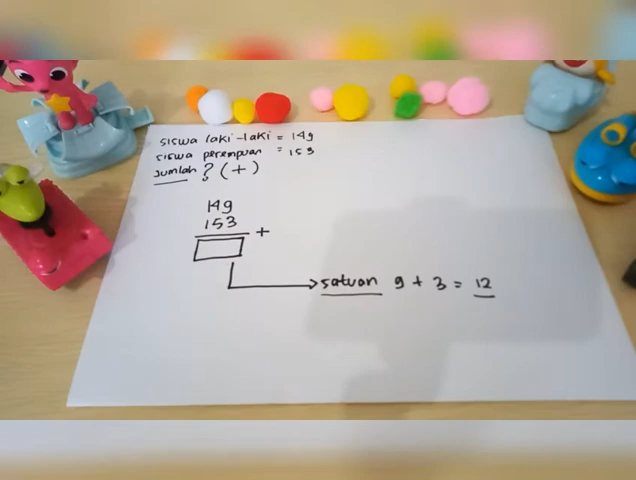 siswa laki-laki = 149
siswa perempuan = 153
Jumlah ? (+)
149
153
+
satuan 9 + 3 = 12